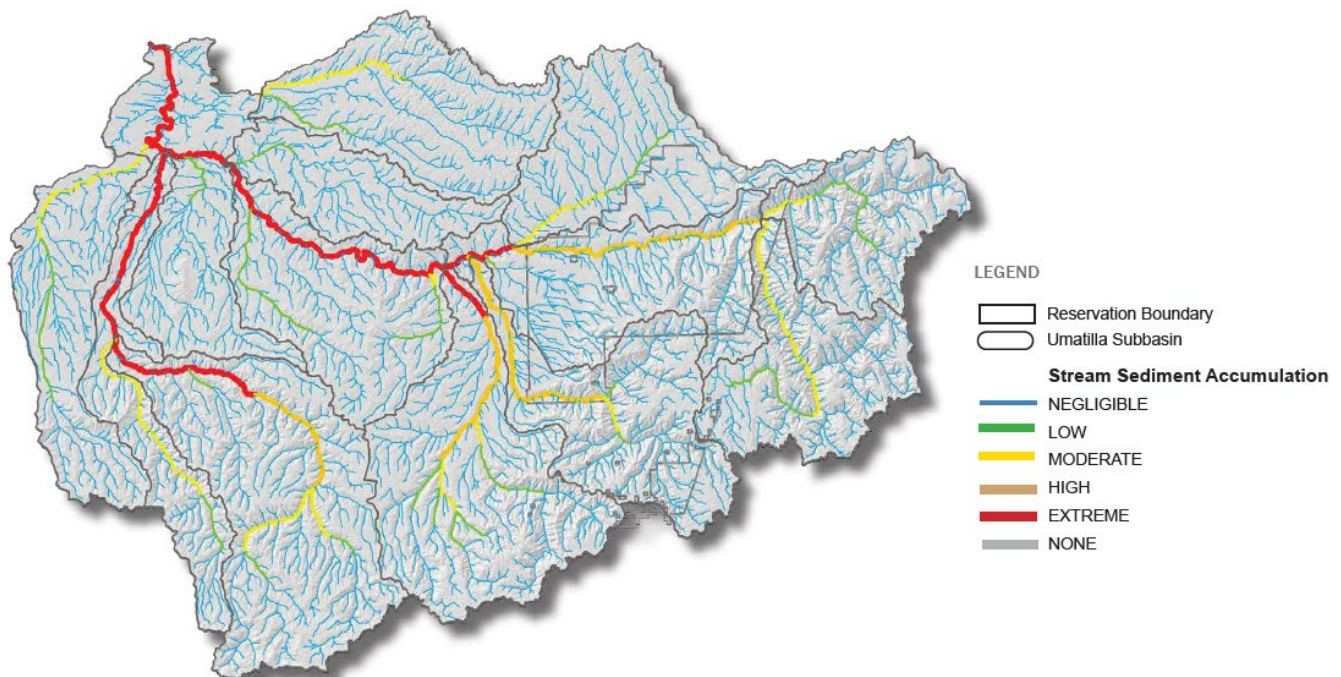 LEGEND
Reservation Boundary
Umatilla Subbasin
Stream Sediment Accumulation
NEGLIGIBLE
LOW
MODERATE
HIGH
EXTREME
NONE